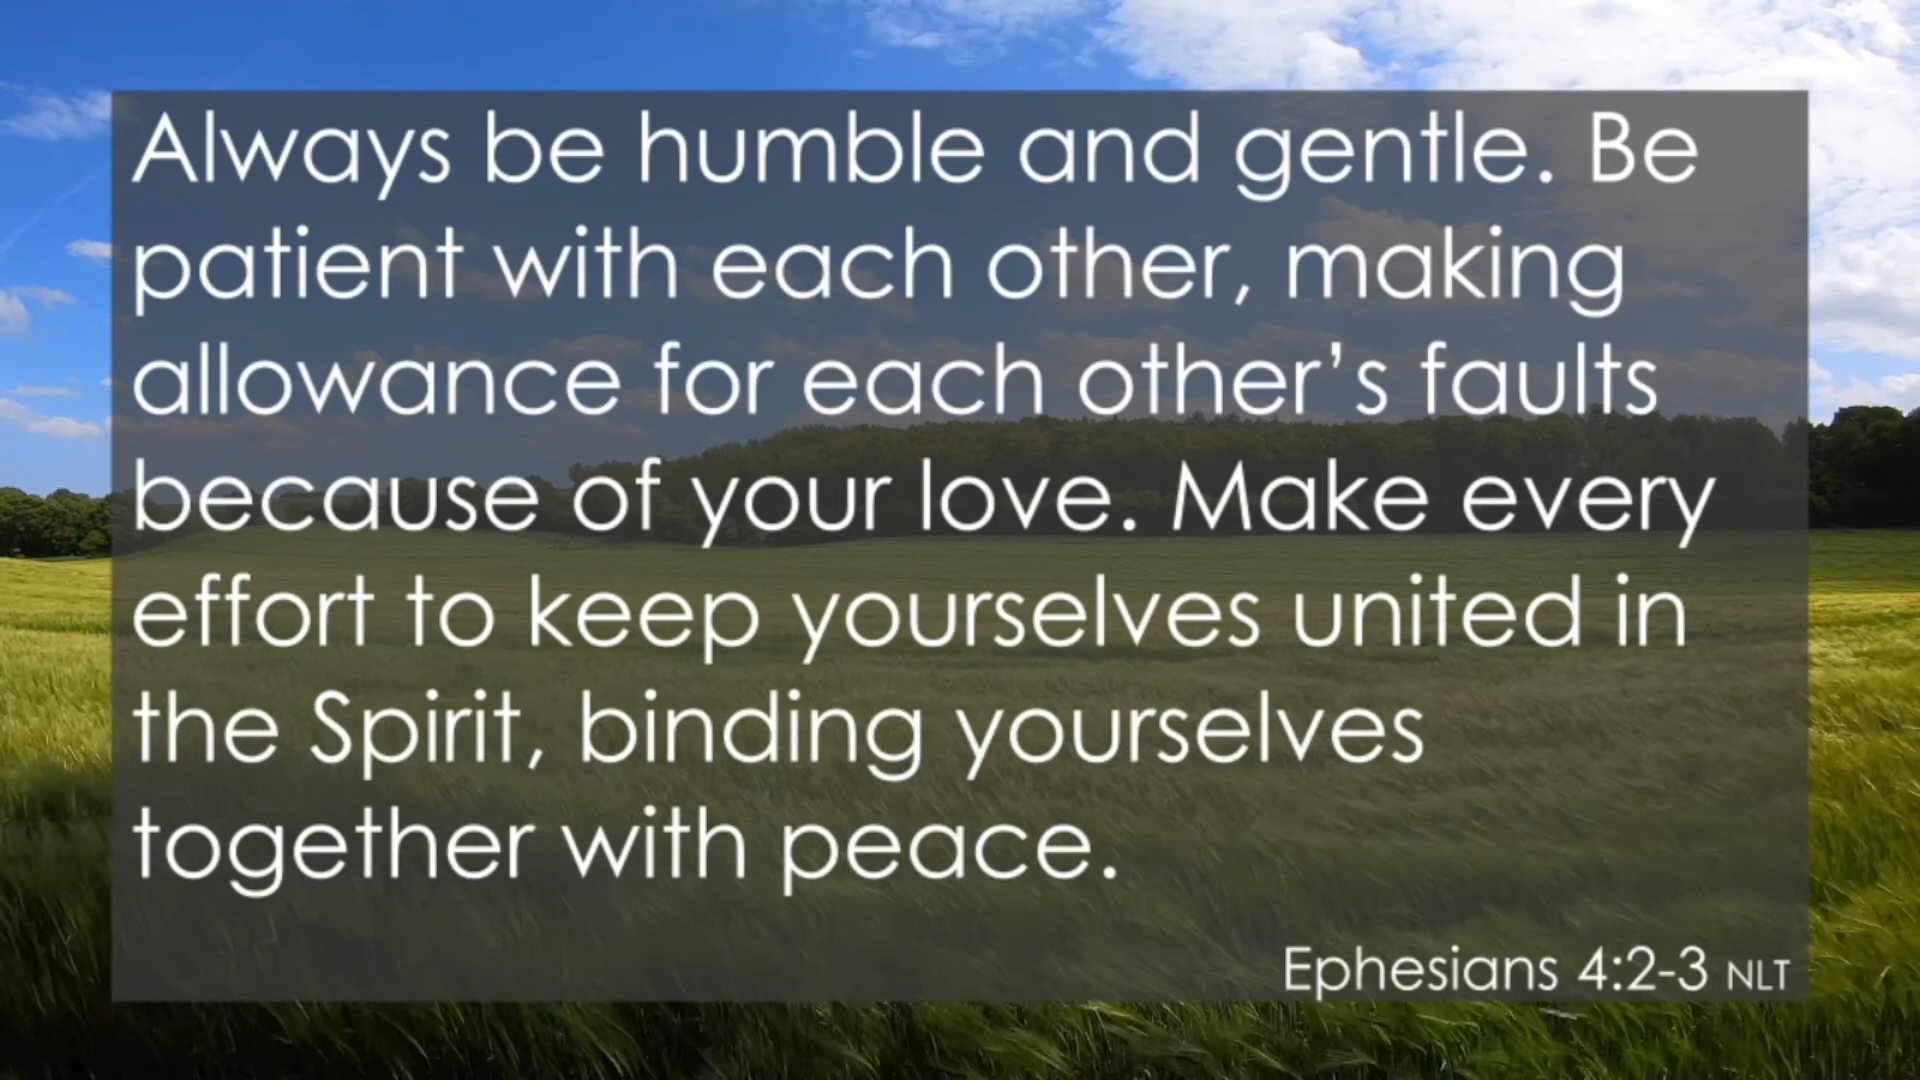 Always be humble and gentle. Be
patient with each other, making
allowance for each other’s faults
because of your love. Make every
effort to keep yourselves united in
the Spirit, binding yourselves
together with peace.
Ephesians 4:2-3 NLT